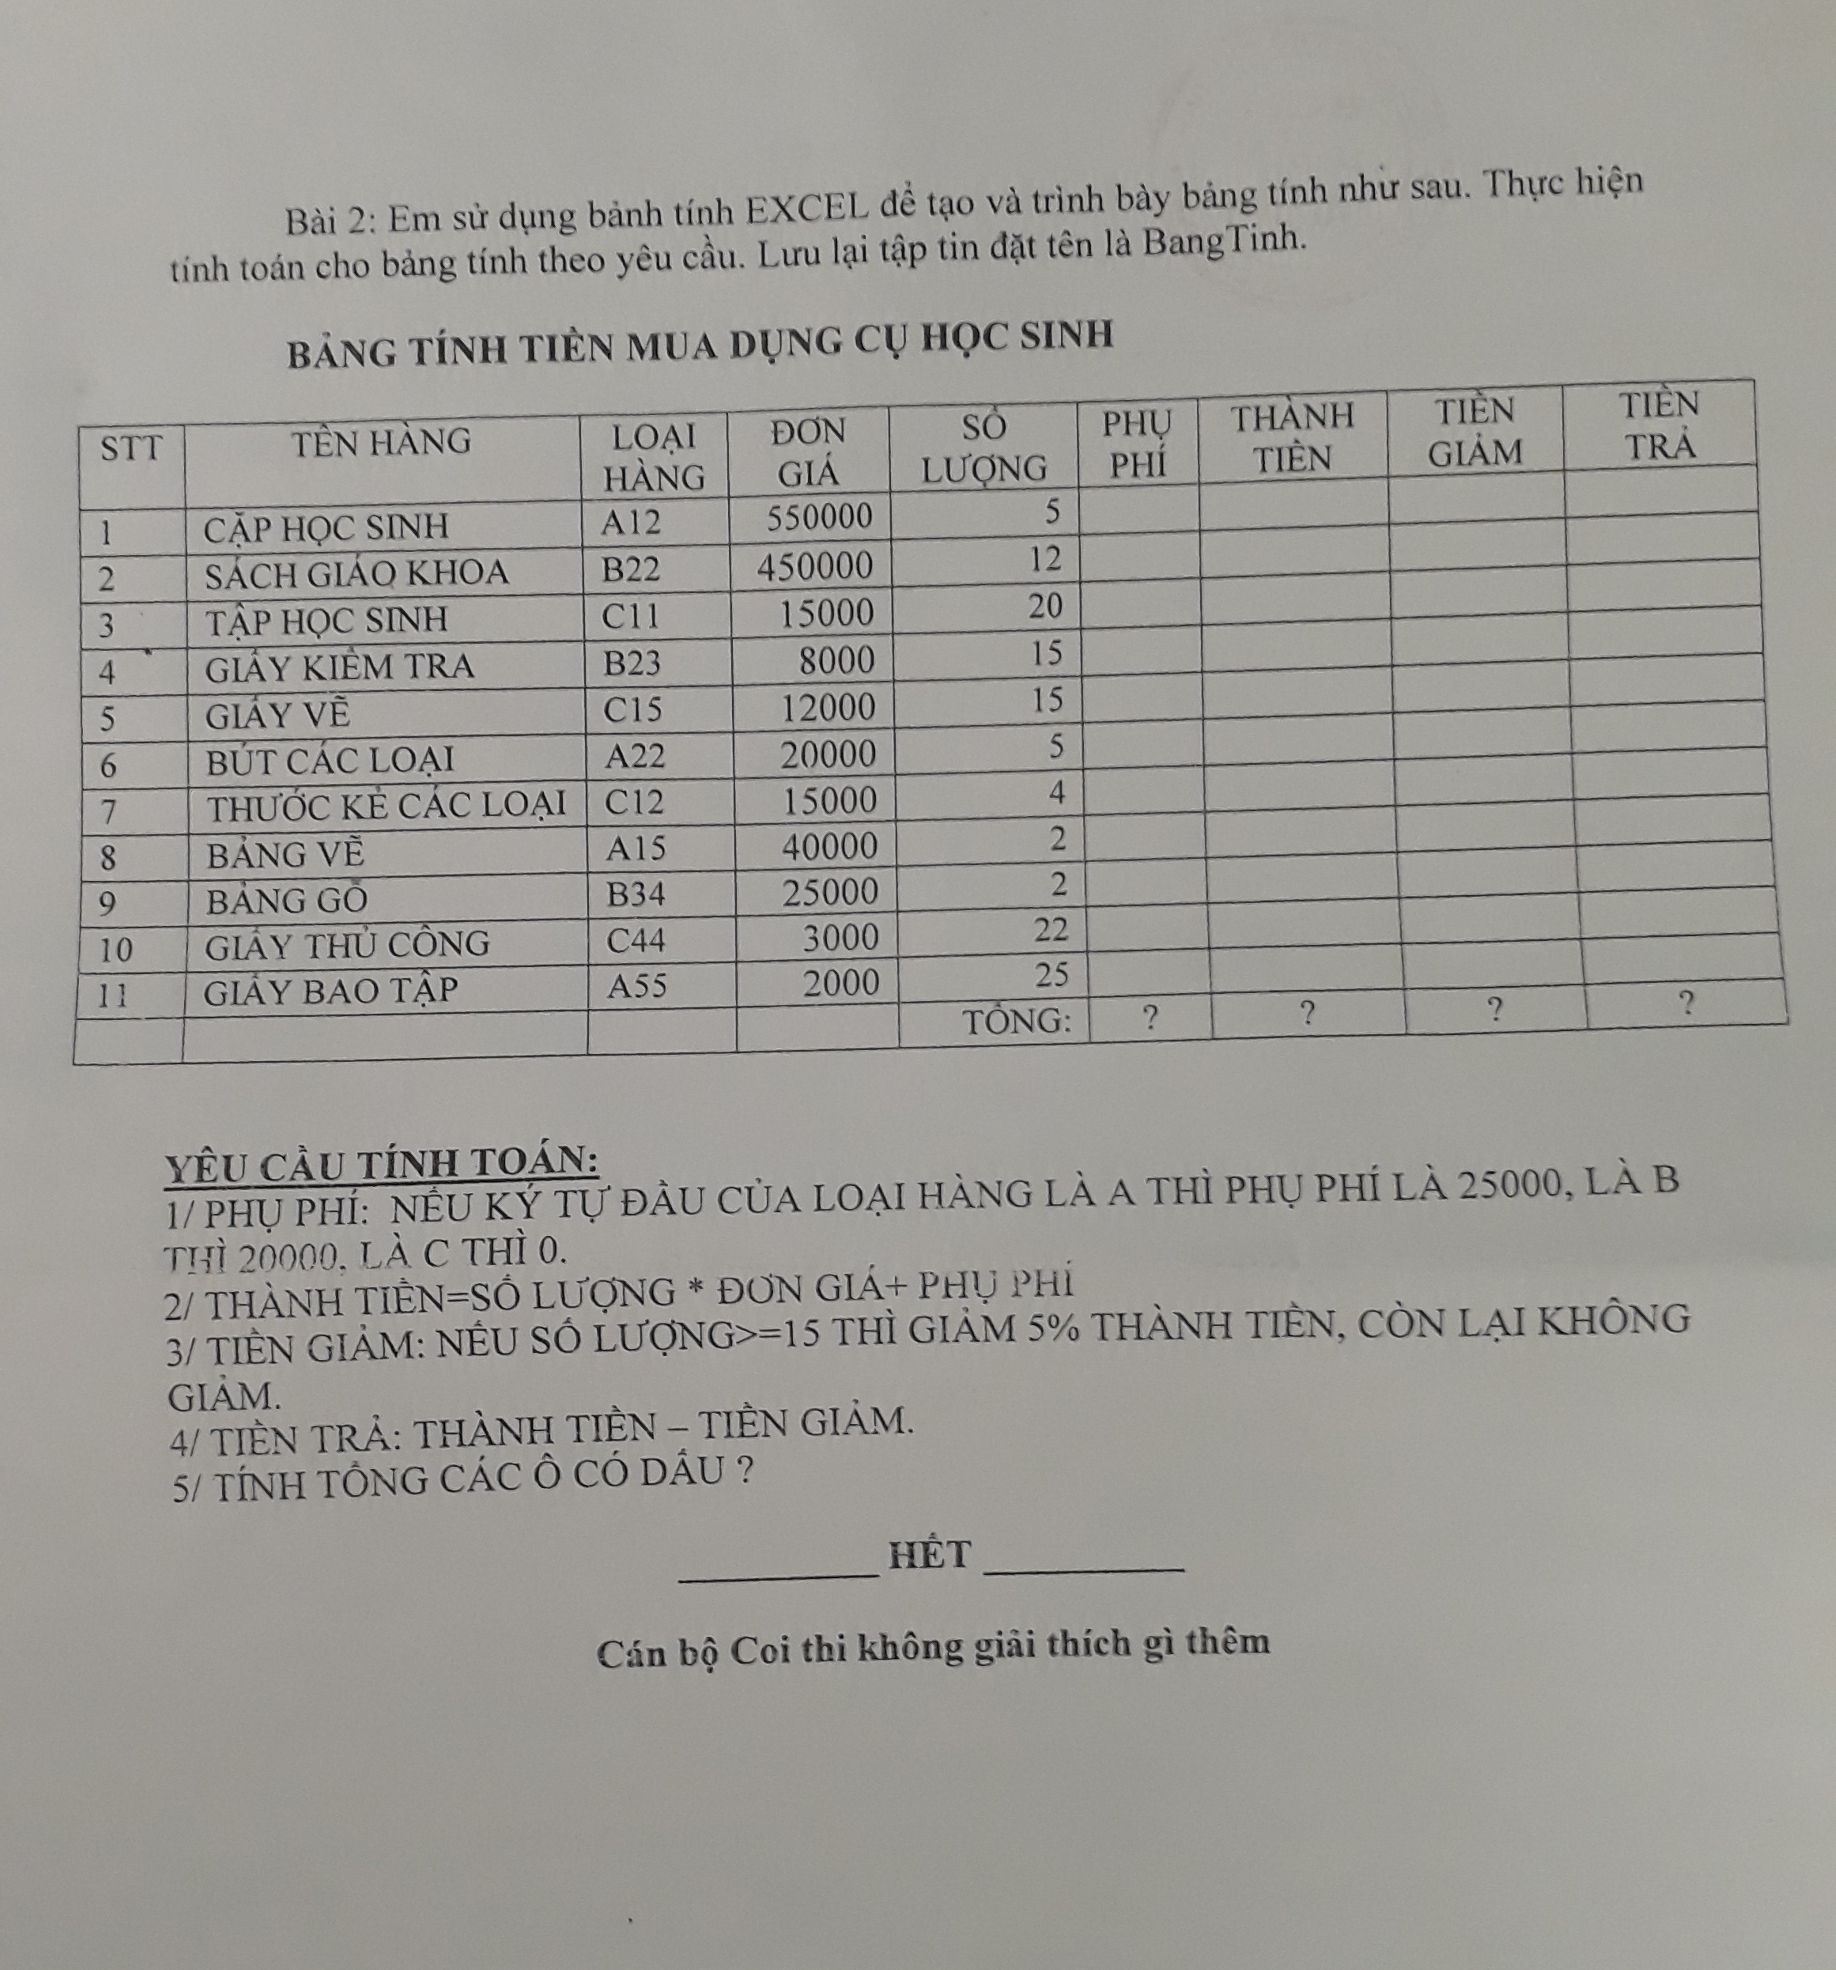 Bài 2: Em sử dụng bảnh tính EXCEL để tạo và trình bày bảng tính như sau. Thực hiện
tính toán cho bảng tính theo yêu cầu. Lưu lại tập tin đặt tên là BangTinh.
BẢNG TÍNH TIỀN MUA DỤNG CỤ HỌC SINH
STT TÊN HÀNG LOẠI HÀNG ĐƠN GIÁ SỐ LƯỢNG PHỤ PHÍ THÀNH TIỀN TIỀN GIẢM TIỀN TRẢ
1 CẶP HỌC SINH A12 550000 5
2 SÁCH GIÁO KHOA B22 450000 12
3 TẬP HỌC SINH C11 15000 20
4 GIẤY KIỂM TRA B23 8000 15
5 GIẤY VẼ C15 12000 15
6 BÚT CÁC LOẠI A22 20000 5
7 THƯỚC KẺ CÁC LOẠI C12 15000 4
8 BẢNG VẼ A15 40000 2
9 BẢNG GỖ B34 25000 2
10 GIẤY THỦ CÔNG C44 3000 22
11 GIẤY BAO TẬP A55 2000 25
TỔNG: ? ? ? ?
YÊU CẦU TÍNH TOÁN:
1/ PHỤ PHÍ: NẾU KÝ TỰ ĐẦU CỦA LOẠI HÀNG LÀ A THÌ PHỤ PHÍ LÀ 25000, LÀ B
THÌ 20000, LÀ C THÌ 0.
2/ THÀNH TIỀN=SỐ LƯỢNG * ĐƠN GIÁ+ PHỤ PHÍ
3/ TIỀN GIẢM: NẾU SỐ LƯỢNG>=15 THÌ GIẢM 5% THÀNH TIỀN, CÒN LẠI KHÔNG
GIẢM.
4/ TIỀN TRẢ: THÀNH TIỀN – TIỀN GIẢM.
5/ TÍNH TỔNG CÁC Ô CÓ DẤU ?
HẾT
Cán bộ Coi thi không giải thích gì thêm